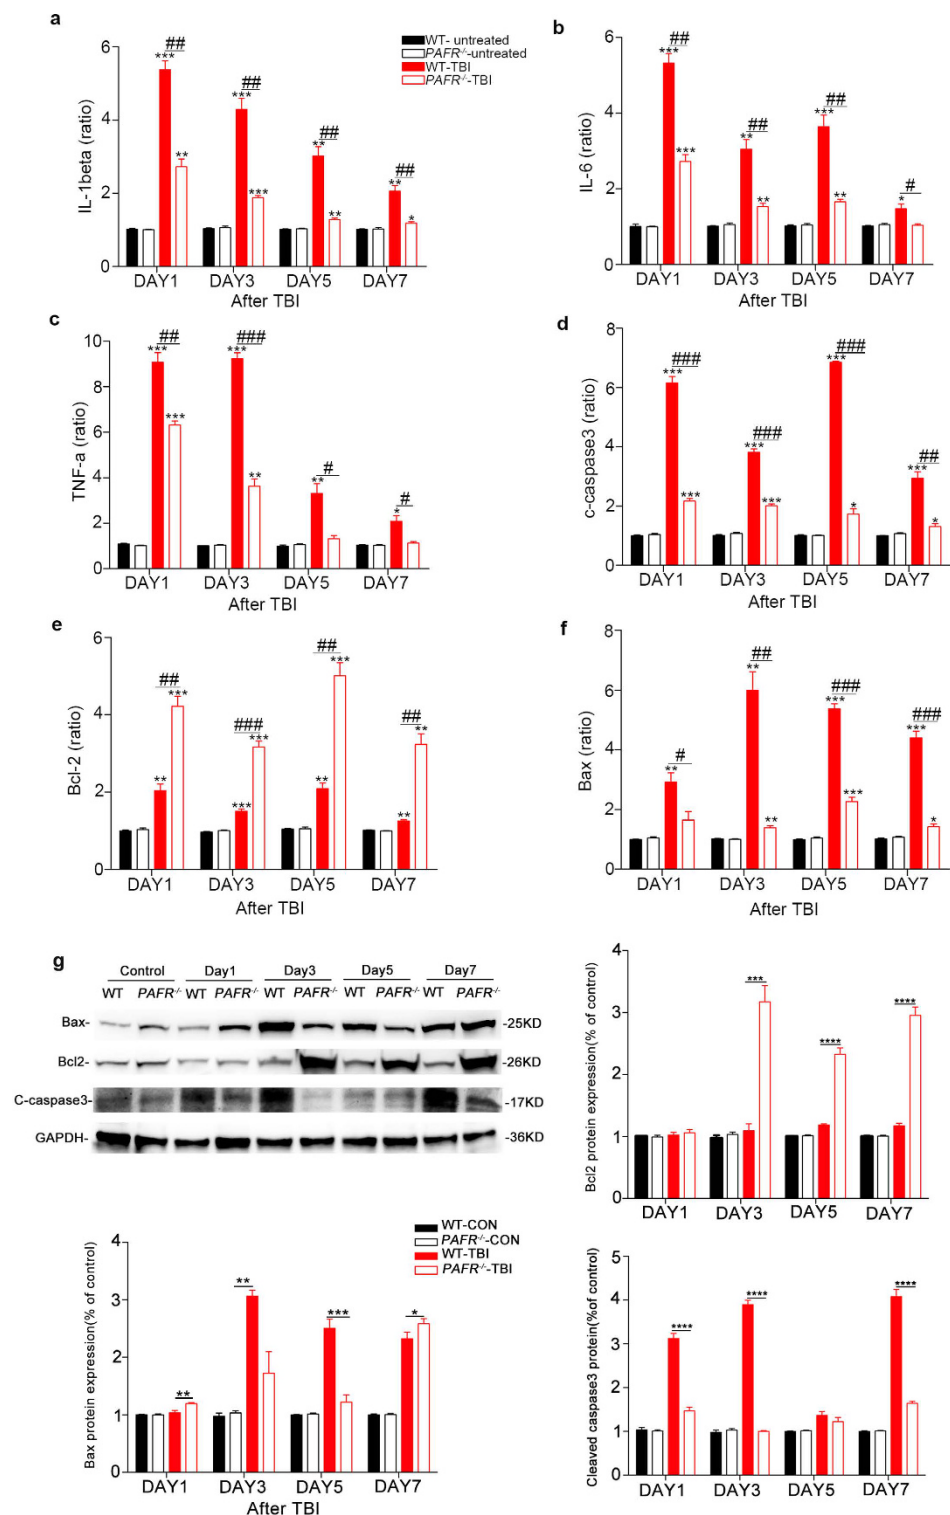 a
WT- untreated
PAFR-/--untreated
WT-TBI
PAFR-/--TBI
IL-1beta (ratio)
6
4
2
0
***
##
**
***
##
***
**
##
**
**
##
*
DAY1 DAY3 DAY5 DAY7
After TBI
b
IL-6 (ratio)
6
4
2
0
***
##
***
**
##
**
***
##
**
*
#
DAY1 DAY3 DAY5 DAY7
After TBI
c
TNF-a (ratio)
10
8
6
4
2
0
***
##
***
***
###
**
**
#
*
#
DAY1 DAY3 DAY5 DAY7
After TBI
d
c-caspase3 (ratio)
8
6
4
2
0
***
###
***
***
###
***
***
###
*
***
##
*
DAY1 DAY3 DAY5 DAY7
After TBI
e
Bcl-2 (ratio)
6
4
2
0
**
##
***
***
###
***
**
##
***
**
##
**
DAY1 DAY3 DAY5 DAY7
After TBI
f
Bax (ratio)
8
6
4
2
0
**
#
**
##
**
***
###
***
***
###
*
DAY1 DAY3 DAY5 DAY7
After TBI
g
Control Day1 Day3 Day5 Day7
WT PAFR-/- WT PAFR-/- WT PAFR-/- WT PAFR-/- WT PAFR-/-
Bax- -25KD
Bcl2- -26KD
C-caspase3- -17KD
GAPDH- -36KD
Bcl2 protein expression(% of control)
4
3
2
1
0
***
****
****
DAY1 DAY3 DAY5 DAY7
WT-CON
PAFR-/--CON
WT-TBI
PAFR-/--TBI
Bax protein expression(% of control)
3
2
1
0
**
**
***
*
DAY1 DAY3 DAY5 DAY7
After TBI
Cleaved caspase3 protein(%of control)
5
4
3
2
1
0
****
****
****
DAY1 DAY3 DAY5 DAY7